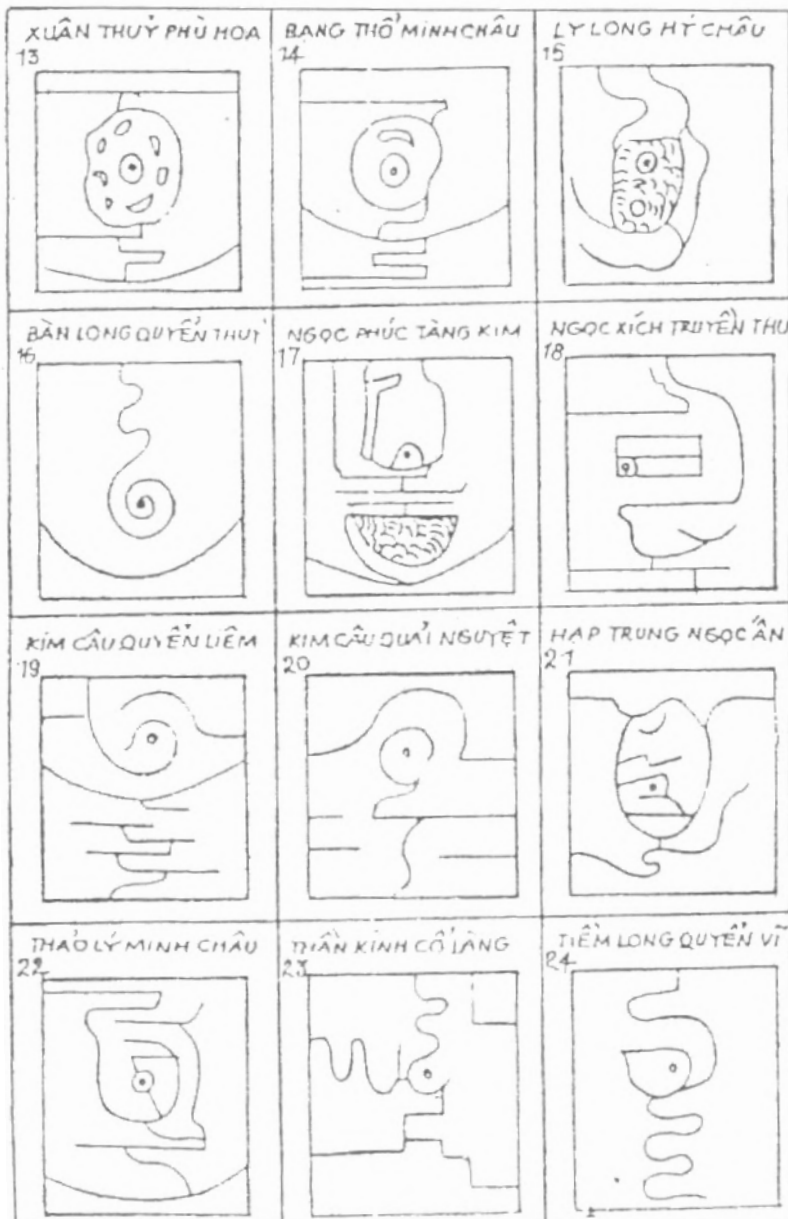 XUÂN THUỶ PHÙ HOA
13
BẠNG THỔ MINH CHÂU
14
LY LONG HÝ CHÂU
15
BÀN LONG QUYỂN THUỶ
16
NGỌC PHÚC TÀNG KIM
17
NGỌC XÍCH TRUYỀN THU
18
KIM CÂU QUYỂN LIÊM
19
KIM CÂU QUẢI NGUYỆT
20
HẠP TRUNG NGỌC ẤN
21
THẢO LÝ MINH CHÂU
22
THẦN KÍNH CỔ LÀNG
23
TIỀM LONG QUYỂN VĨ
24